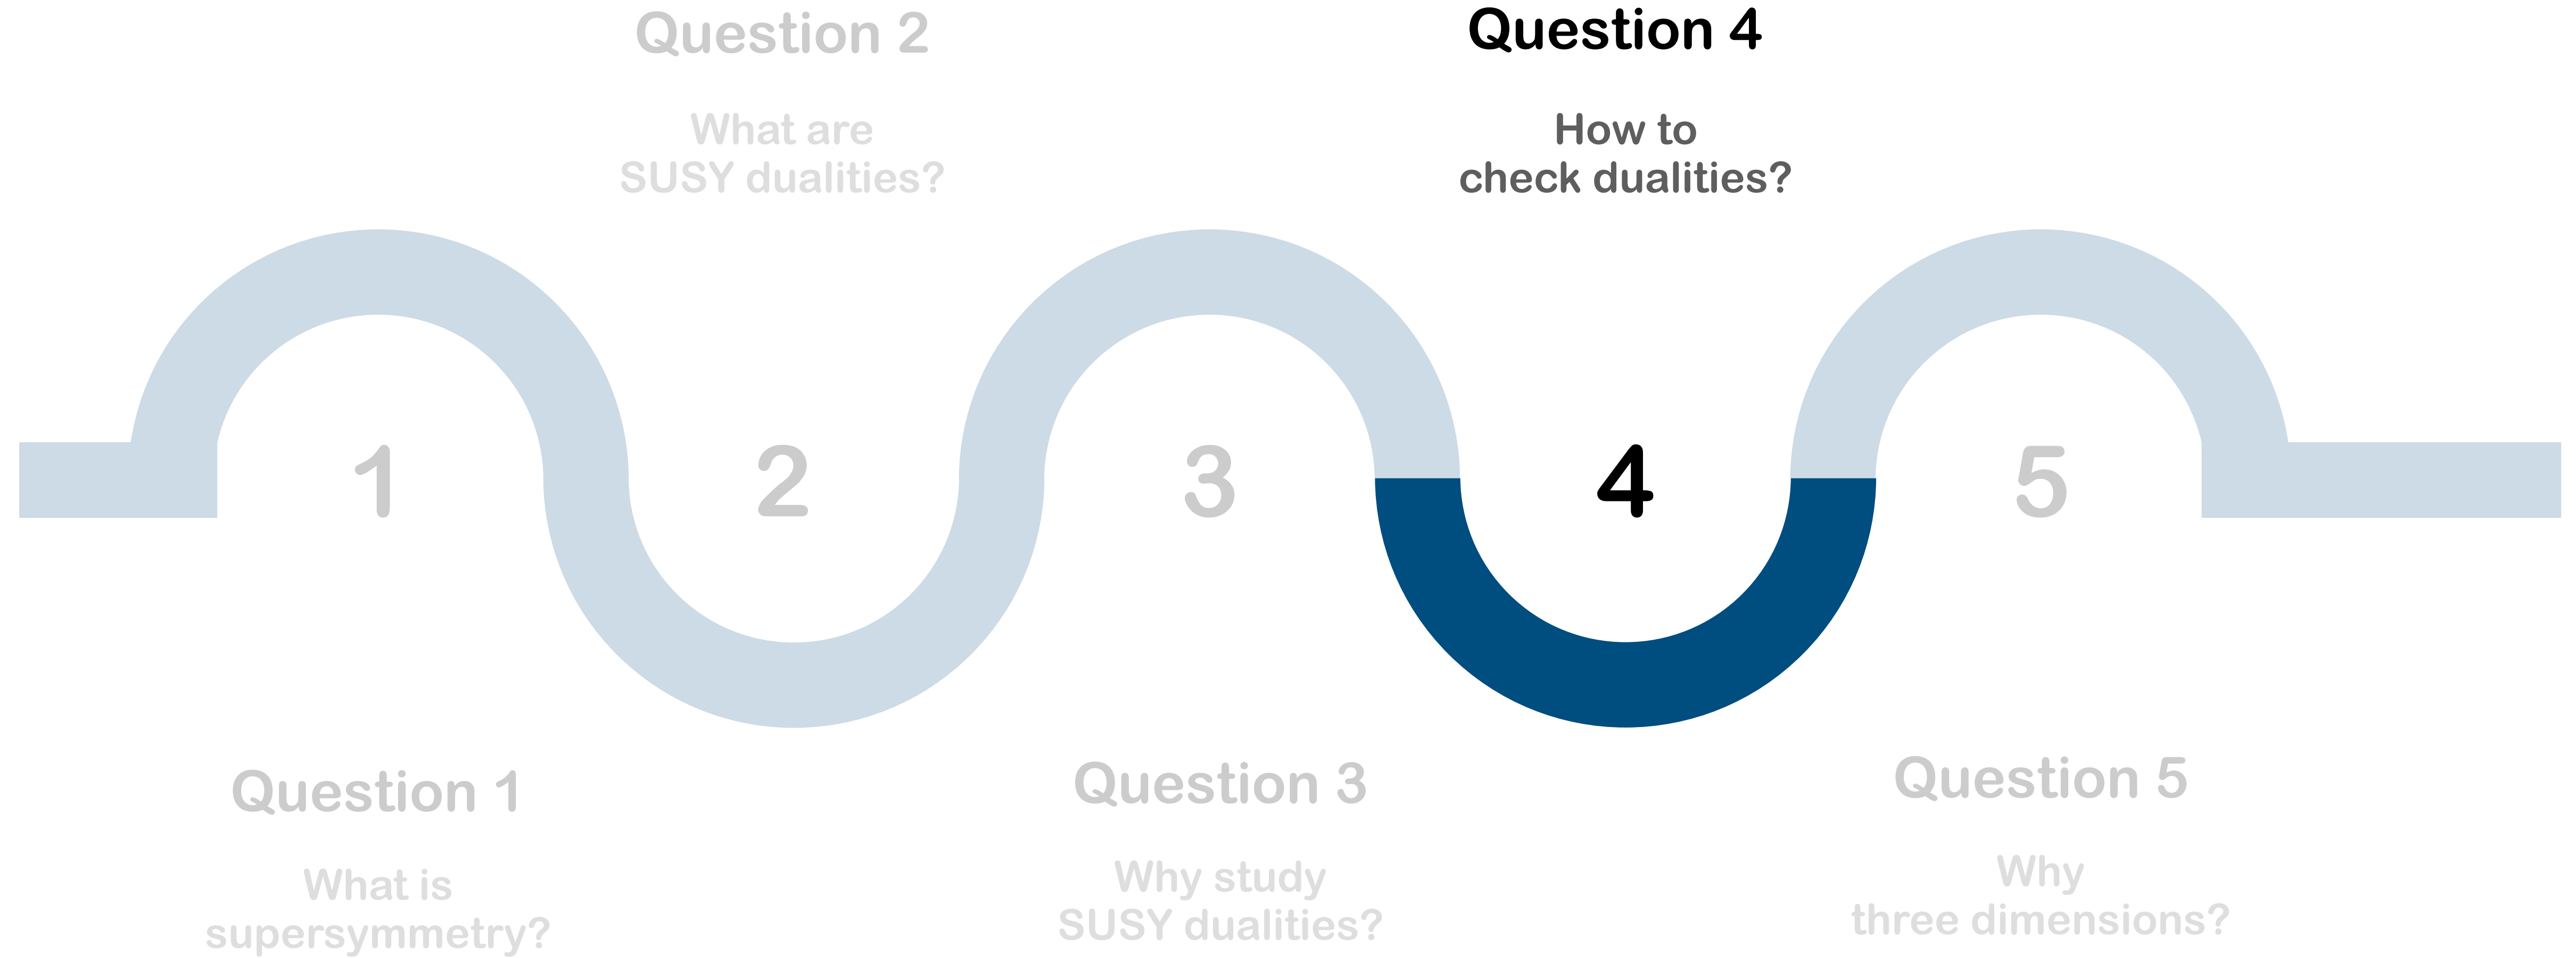 Question 2
What are
SUSY dualities?
Question 4
How to
check dualities?
1
2
3
4
5
Question 1
What is
supersymmetry?
Question 3
Why study
SUSY dualities?
Question 5
Why
three dimensions?